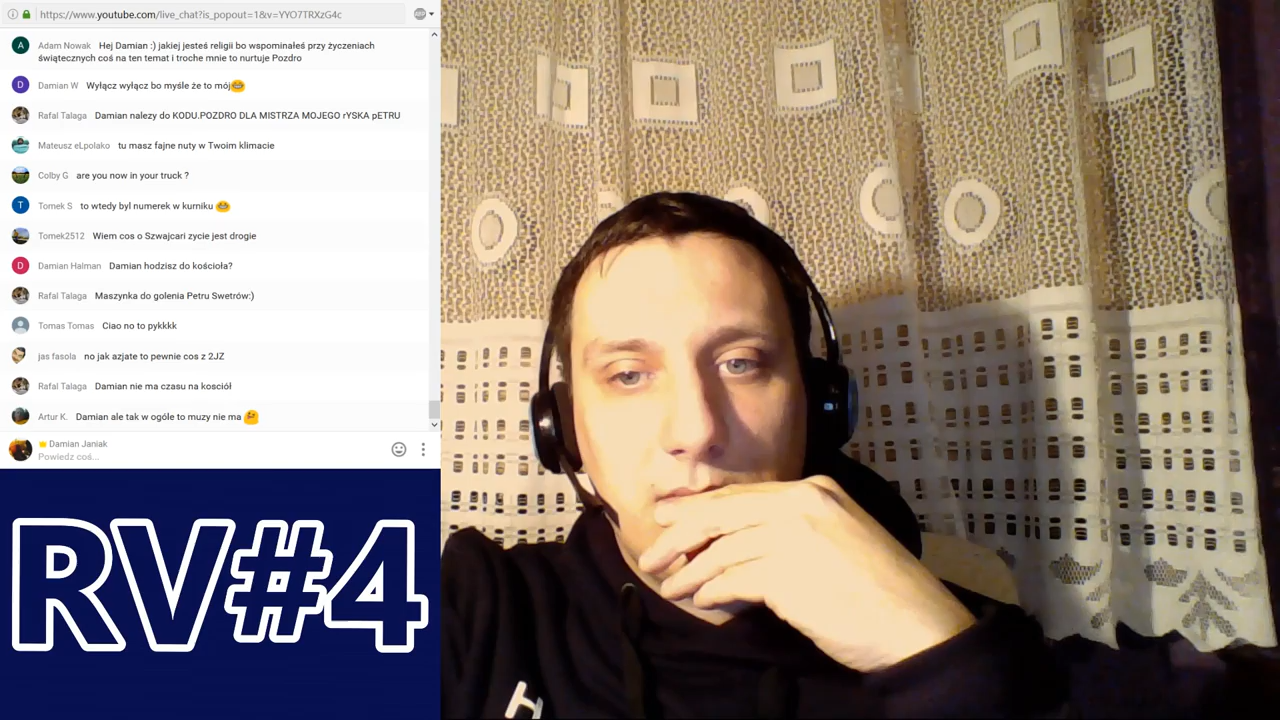 https://www.youtube.com/live_chat?is_popout=1&v=YYO7TRXzG4c
A Adam Nowak Hej Damian :) jakiej jesteś religii bo wspominałeś przy życzeniach
świątecznych coś na ten temat i troche mnie to nurtuje Pozdro
D Damian W Wyłącz wyłącz bo myśle że to mój
Rafal Talaga Damian nalezy do KODU.POZDRO DLA MISTRZA MOJEGO rYSKA pETRU
Mateusz eLpolako tu masz fajne nuty w Twoim klimacie
Colby G are you now in your truck ?
T Tomek S to wtedy byl numerek w kurniku
Tomek2512 Wiem cos o Szwajcari zycie jest drogie
D Damian Halman Damian hodzisz do kościoła?
Rafal Talaga Maszynka do golenia Petru Swetrów:)
Tomas Tomas Ciao no to pykkkk
jas fasola no jak azjate to pewnie cos z 2JZ
Rafal Talaga Damian nie ma czasu na kosciół
Artur K. Damian ale tak w ogóle to muzy nie ma
Damian Janiak
Powiedz coś...
RV#4